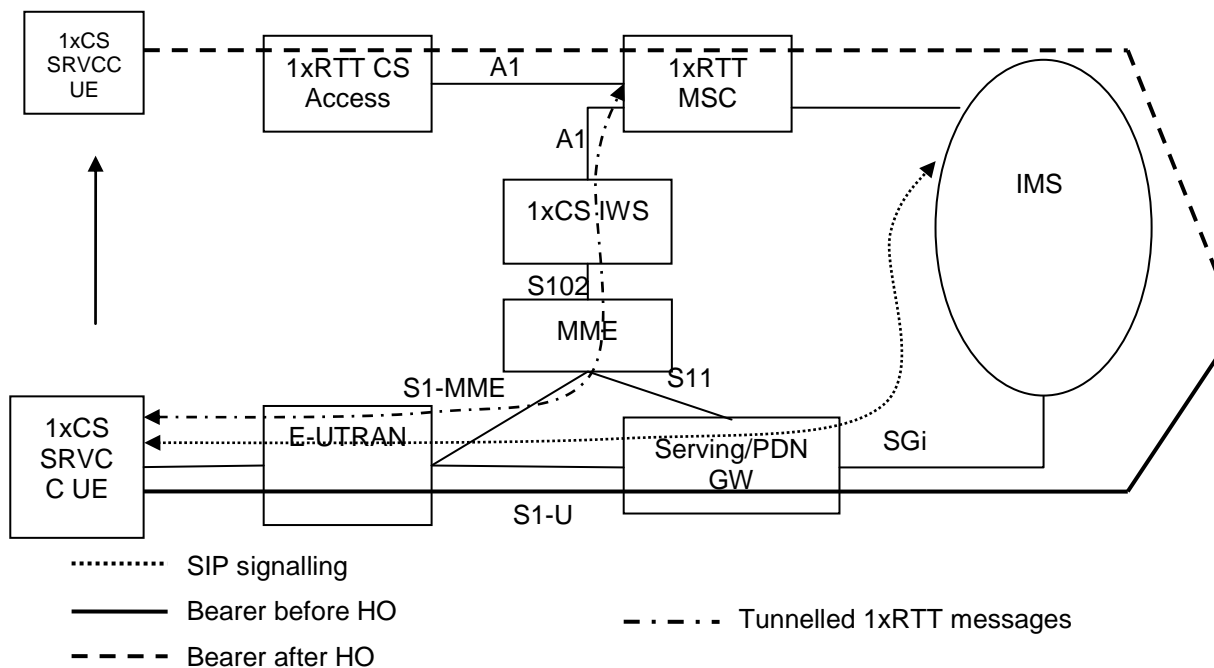 1xCS
SRVCC
UE
1xRTT CS
Access
A1
1xRTT
MSC
A1
IMS
1xCS IWS
S102
MME
S11
S1-MME
1xCS
SRVC
C UE
E-UTRAN
Serving/PDN
GW
SGi
S1-U
SIP signalling
Bearer before HO
Tunnelled 1xRTT messages
Bearer after HO